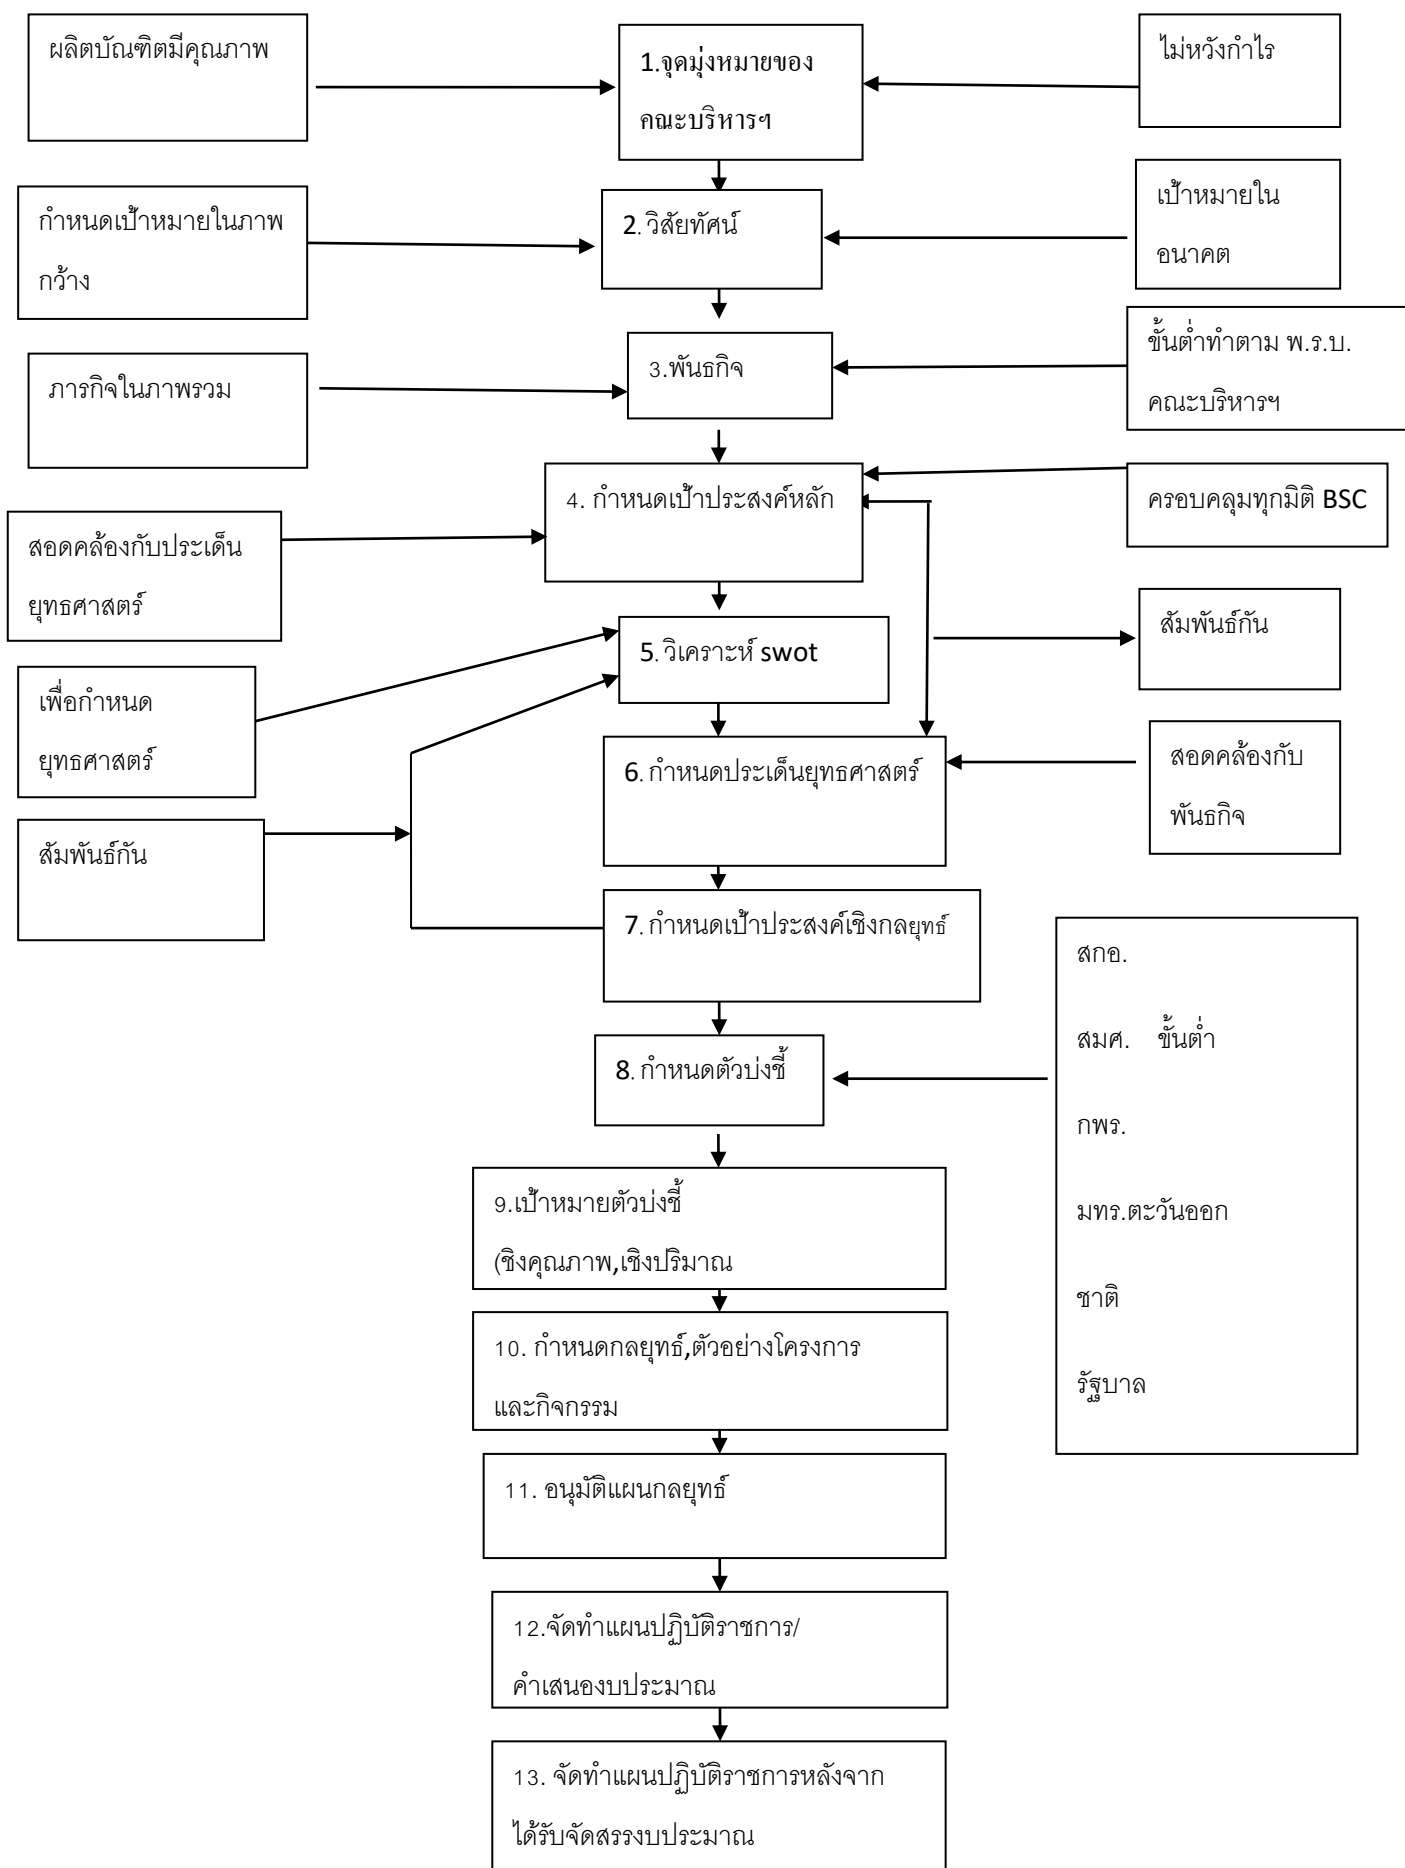 ผลิตบัณฑิตมีคุณภาพ
1.จุดมุ่งหมายของ
คณะบริหารฯ
ไม่หวังกำไร
กำหนดเป้าหมายในภาพ
กว้าง
2. วิสัยทัศน์
เป้าหมายใน
อนาคต
ภารกิจในภาพรวม
3.พันธกิจ
ขั้นต่ำทำตาม พ.ร.บ.
คณะบริหารฯ
4. กำหนดเป้าประสงค์หลัก
ครอบคลุมทุกมิติ BSC
สอดคล้องกับประเด็น
ยุทธศาสตร์
5. วิเคราะห์ swot
สัมพันธ์กัน
เพื่อกำหนด
ยุทธศาสตร์
6. กำหนดประเด็นยุทธศาสตร์
สอดคล้องกับ
พันธกิจ
สัมพันธ์กัน
7. กำหนดเป้าประสงค์เชิงกลยุทธ์
สกอ.
สมศ. ขั้นต่ำ
กพร.
มทร.ตะวันออก
ชาติ
รัฐบาล
8. กำหนดตัวบ่งชี้
9.เป้าหมายตัวบ่งชี้
(ชิงคุณภาพ,เชิงปริมาณ
10. กำหนดกลยุทธ์,ตัวอย่างโครงการ
และกิจกรรม
11. อนุมัติแผนกลยุทธ์
12.จัดทำแผนปฏิบัติราชการ/
คำเสนองบประมาณ
13. จัดทำแผนปฏิบัติราชการหลังจาก
ได้รับจัดสรรงบประมาณ